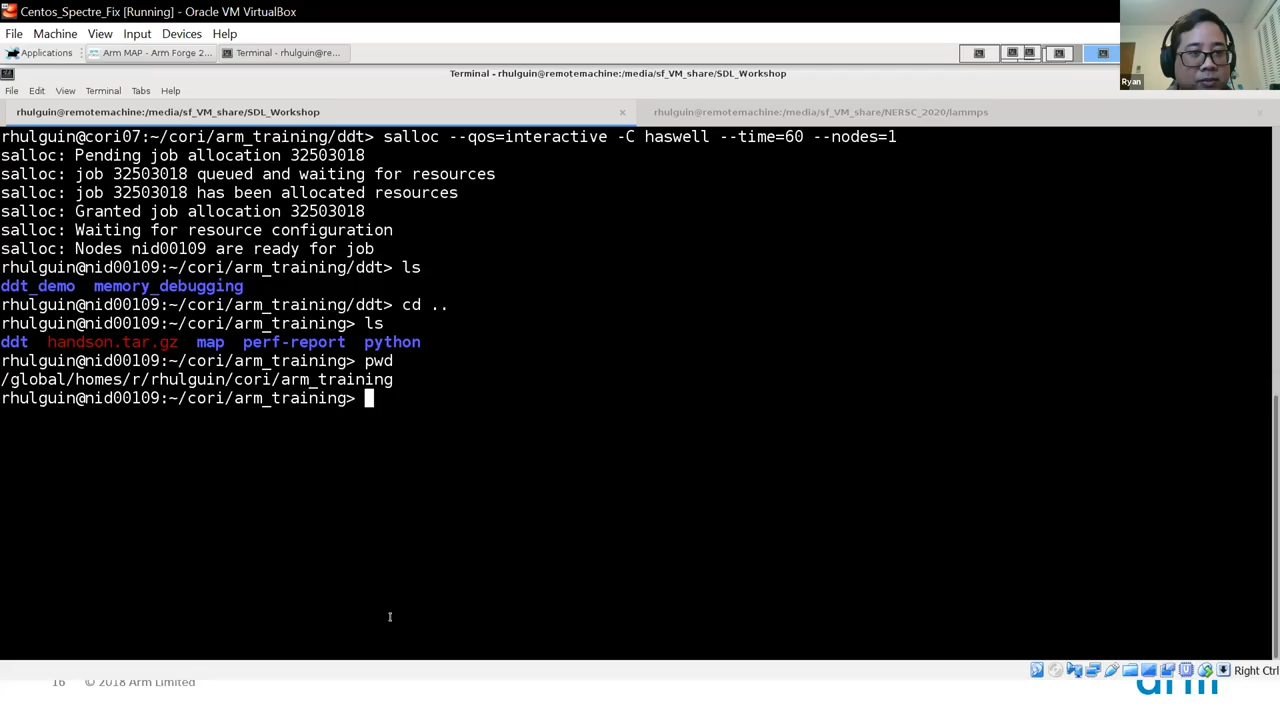 Centos_Spectre_Fix [Running] - Oracle VM VirtualBox
File Machine View Input Devices Help
Applications Arm MAP - Arm Forge 2... Terminal - rhulguin@re...
Terminal - rhulguin@remotemachine:/media/sf_VM_share/SDL_Workshop
Ryan
File Edit View Terminal Tabs Help
rhulguin@remotemachine:/media/sf_VM_share/SDL_Workshop × rhulguin@remotemachine:/media/sf_VM_share/NERSC_2020/lammps ×
rhulguin@cori07:~/cori/arm_training/ddt> salloc --qos=interactive -C haswell --time=60 --nodes=1
salloc: Pending job allocation 32503018
salloc: job 32503018 queued and waiting for resources
salloc: job 32503018 has been allocated resources
salloc: Granted job allocation 32503018
salloc: Waiting for resource configuration
salloc: Nodes nid00109 are ready for job
rhulguin@nid00109:~/cori/arm_training/ddt> ls
ddt_demo memory_debugging
rhulguin@nid00109:~/cori/arm_training/ddt> cd ..
rhulguin@nid00109:~/cori/arm_training> ls
ddt handson.tar.gz map perf-report python
rhulguin@nid00109:~/cori/arm_training> pwd
/global/homes/r/rhulguin/cori/arm_training
rhulguin@nid00109:~/cori/arm_training>
Right Ctrl
16 © 2018 Arm Limited
arm